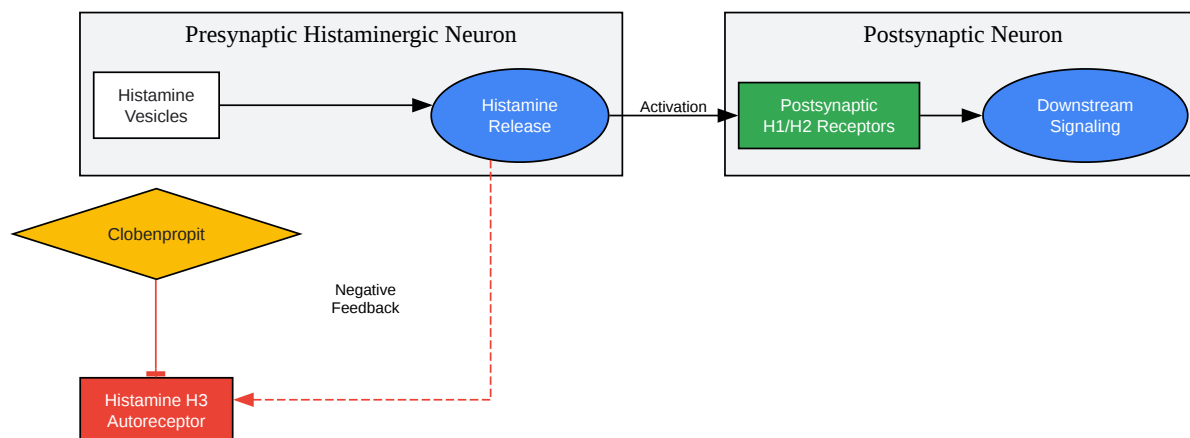 Presynaptic Histaminergic Neuron
Postsynaptic Neuron
Histamine
Vesicles
Histamine
Release
Activation
Postsynaptic
H1/H2 Receptors
Downstream
Signaling
Clobenpropit
Negative
Feedback
Histamine H3
Autoreceptor